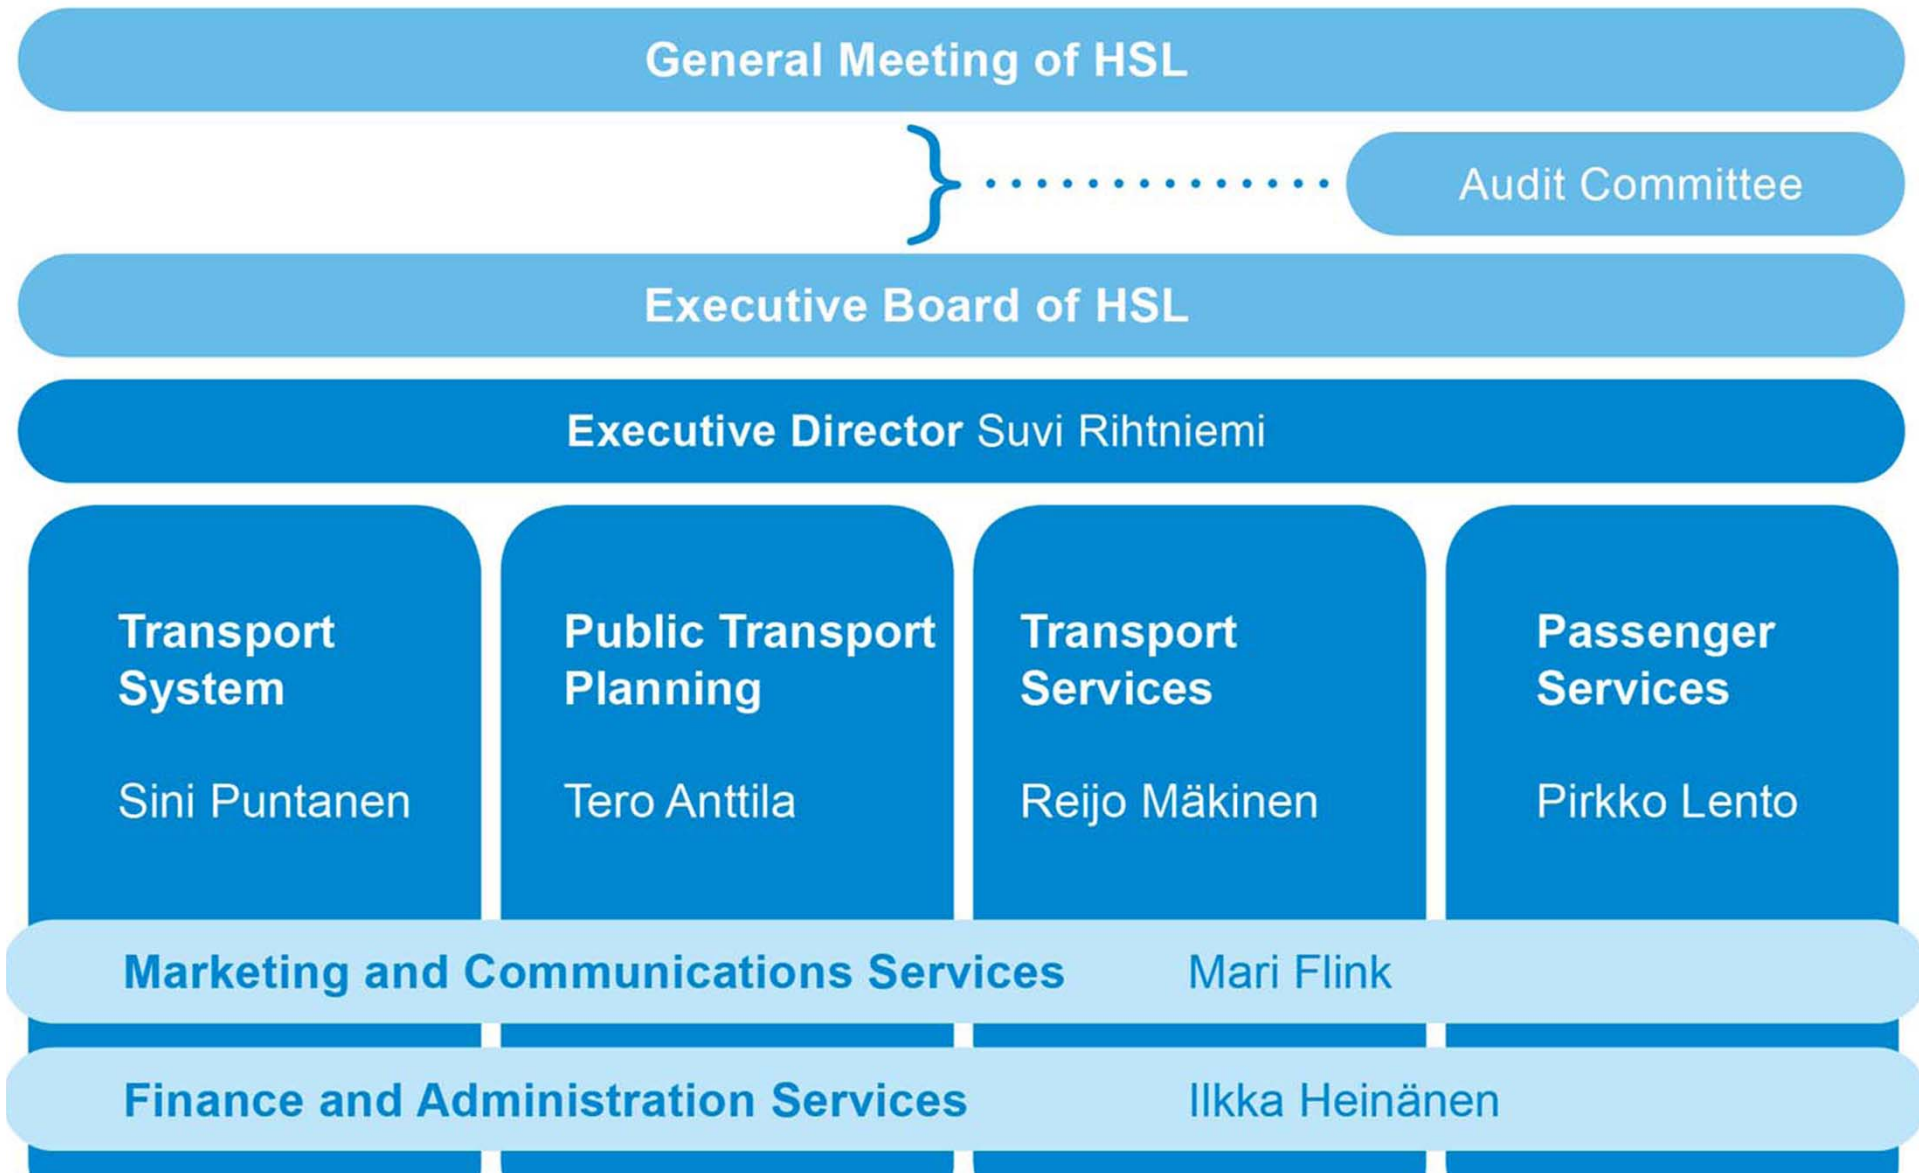 General Meeting of HSL
Audit Committee
Executive Board of HSL
Executive Director Suvi Rihtniemi
Transport
System
Sini Puntanen
Public Transport
Planning
Tero Anttila
Transport
Services
Reijo Mäkinen
Passenger
Services
Pirkko Lento
Marketing and Communications Services Mari Flink
Finance and Administration Services Ilkka Heinänen